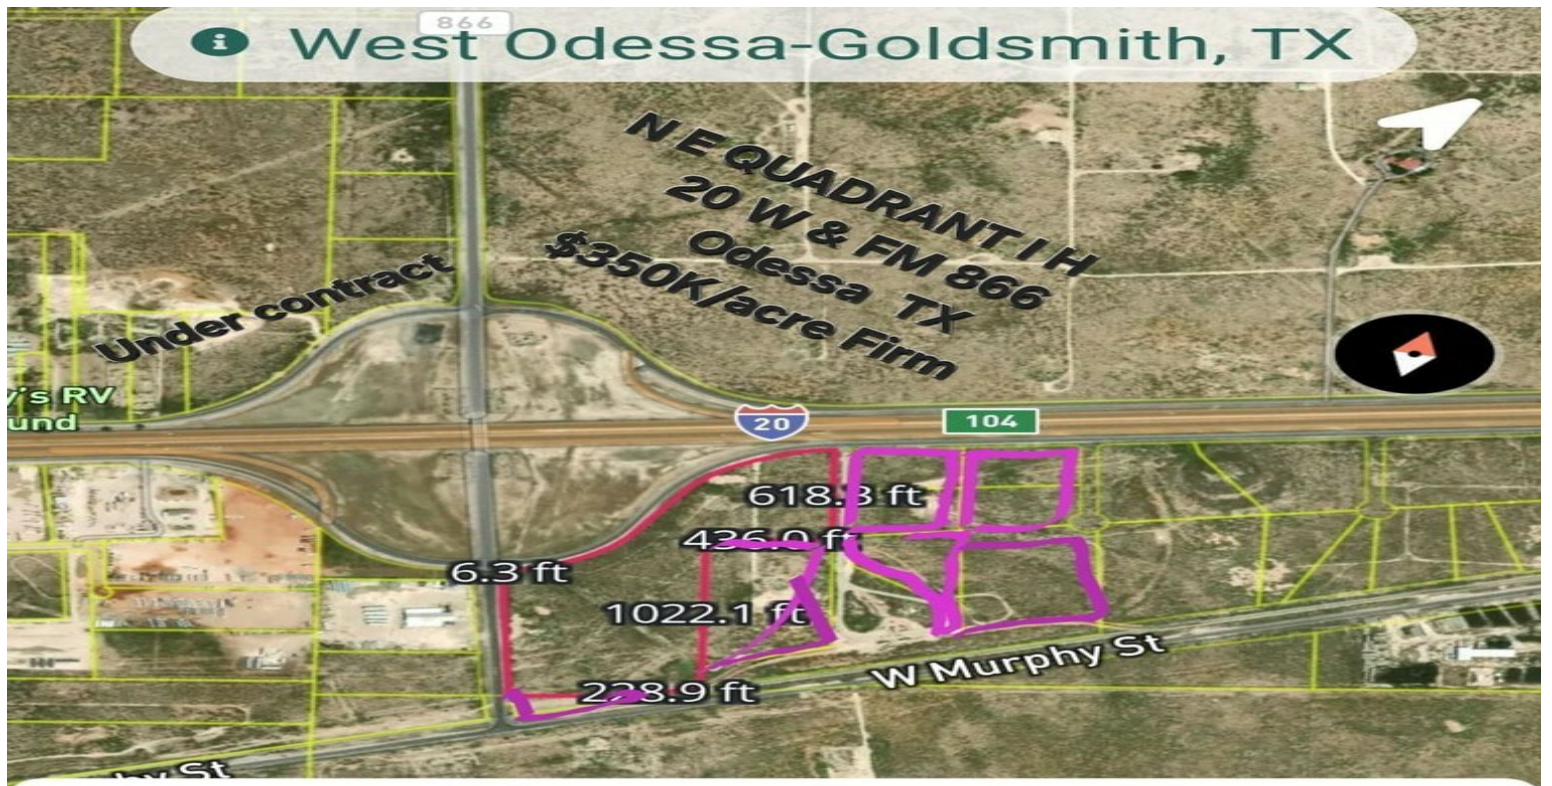 866
West Odessa-Goldsmith, TX
N E QUADRANT I H
20 W & FM 866
Odessa TX
$350K/acre Firm
Under contract
y's RV
und
20
104
618.3 ft
436.0 ft
6.3 ft
1022.1 ft
228.9 ft
W Murphy St
hy St